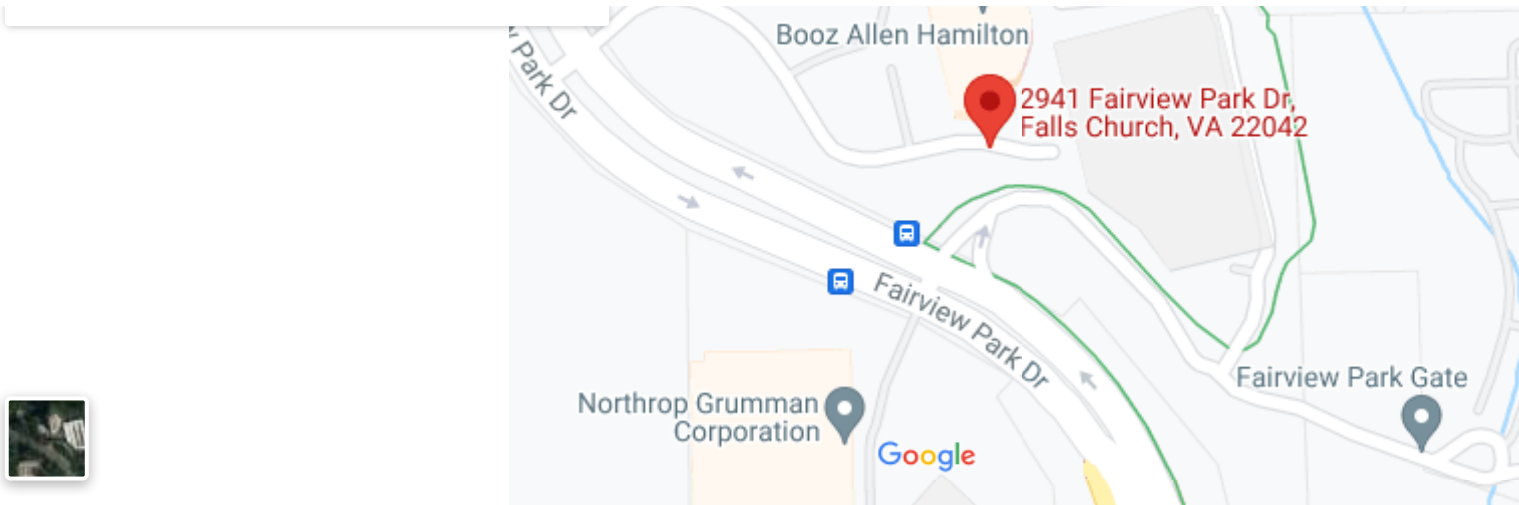 Booz Allen Hamilton
Park Dr
2941 Fairview Park Dr,
Falls Church, VA 22042
Fairview Park Dr
Fairview Park Gate
Northrop Grumman
Corporation
Google